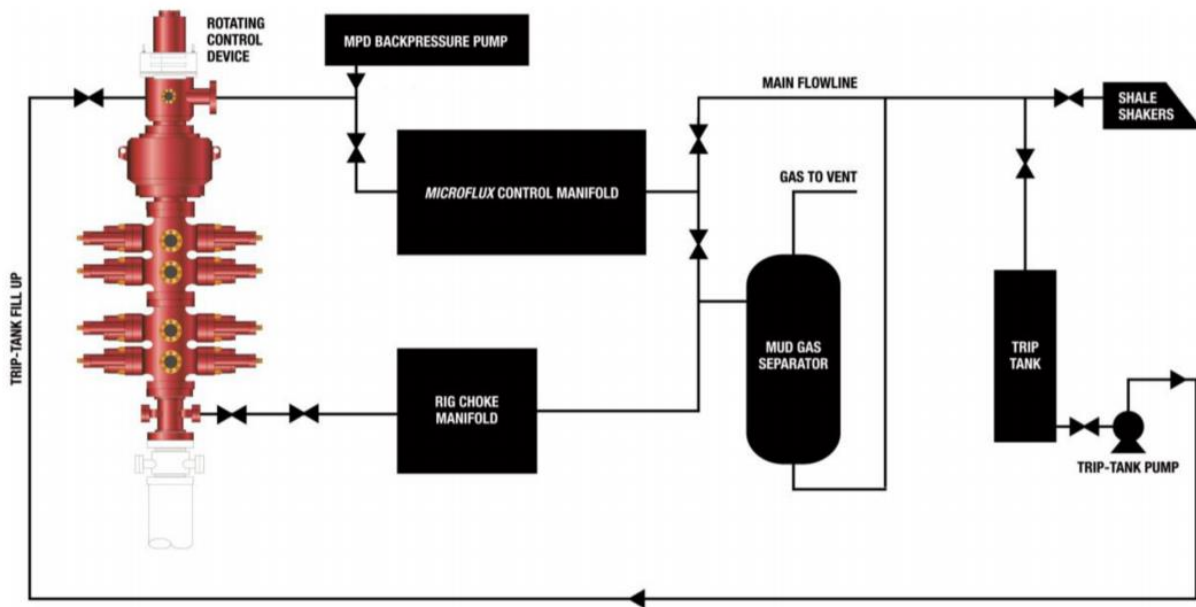 ROTATING
CONTROL
DEVICE
MPD BACKPRESSURE PUMP
MAIN FLOWLINE
SHALE
SHAKERS
MICROFLUX CONTROL MANIFOLD
GAS TO VENT
TRIP-TANK FILL UP
MUD GAS
SEPARATOR
TRIP
TANK
RIG CHOKE
MANIFOLD
TRIP-TANK PUMP